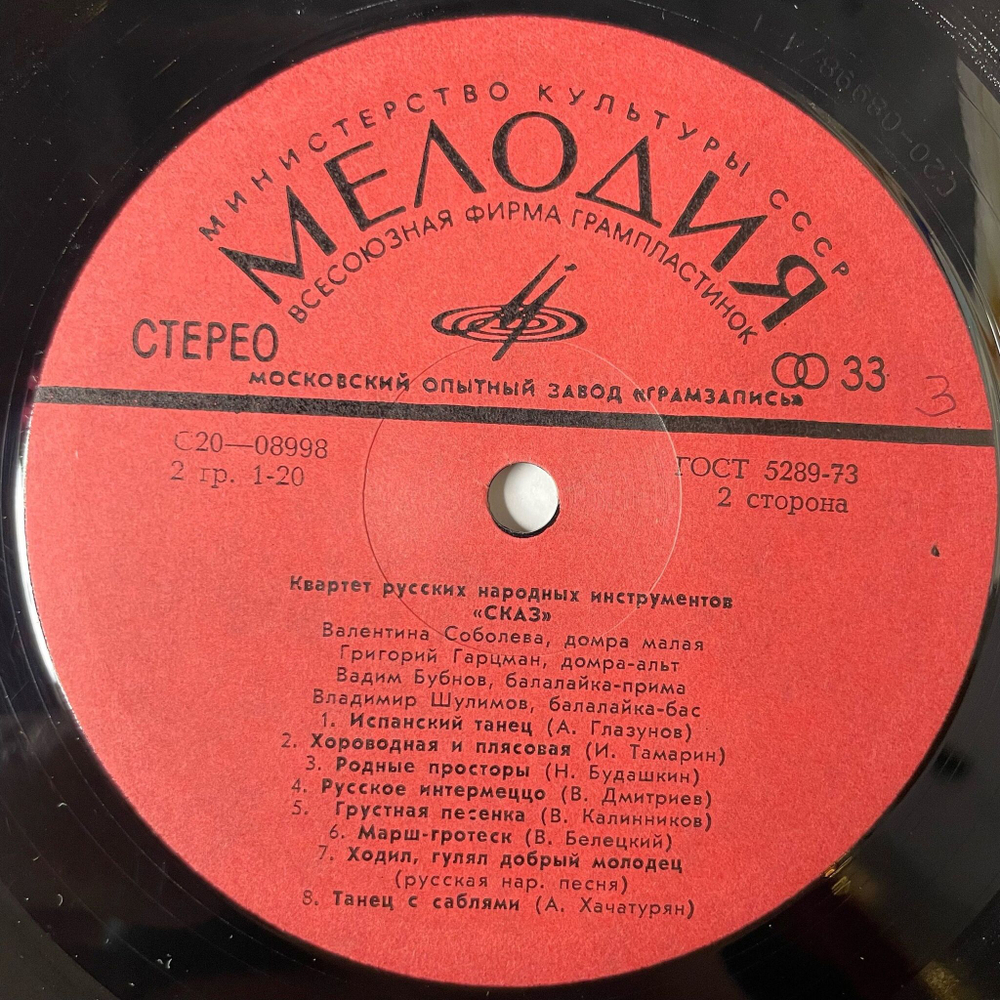 МИНИСТЕРСТВО КУЛЬТУРЫ СССР
МЕЛОДИЯ
ВСЕСОЮЗНАЯ ФИРМА ГРАМПЛАСТИНОК
СТЕРЕО
33
3
МОСКОВСКИЙ ОПЫТНЫЙ ЗАВОД «ГРАМЗАПИСЬ»
С20—08998
ГОСТ 5289-73
2 гр. 1-20
2 сторона
Квартет русских народных инструментов
«СКАЗ»
Валентина Соболева, домра малая
Григорий Гарцман, домра-альт
Вадим Бубнов, балалайка-прима
Владимир Шулимов, балалайка-бас
1. Испанский танец (А. Глазунов)
2. Хороводная и плясовая (И. Тамарин)
3. Родные просторы (Н. Будашкин)
4. Русское интермеццо (В. Дмитриев)
5. Грустная песенка (В. Калинников)
6. Марш-гротеск (В. Белецкий)
7. Ходил, гулял добрый молодец
(русская нар. песня)
8. Танец с саблями (А. Хачатурян)